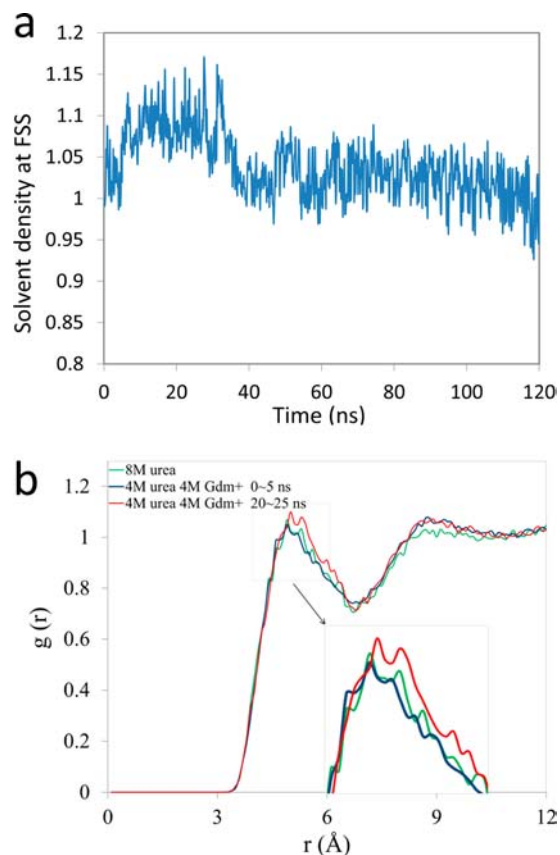 a
1.2
1.15
1.1
1.05
1
0.95
0.9
0.85
0.8
Solvent density at FSS
0 20 40 60 80 100 120
Time (ns)
b
8M urea
4M urea 4M Gdm+ 0~5 ns
4M urea 4M Gdm+ 20~25 ns
1.2
1
0.8
0.6
0.4
0.2
0
g (r)
0 3 6 9 12
r (Å)